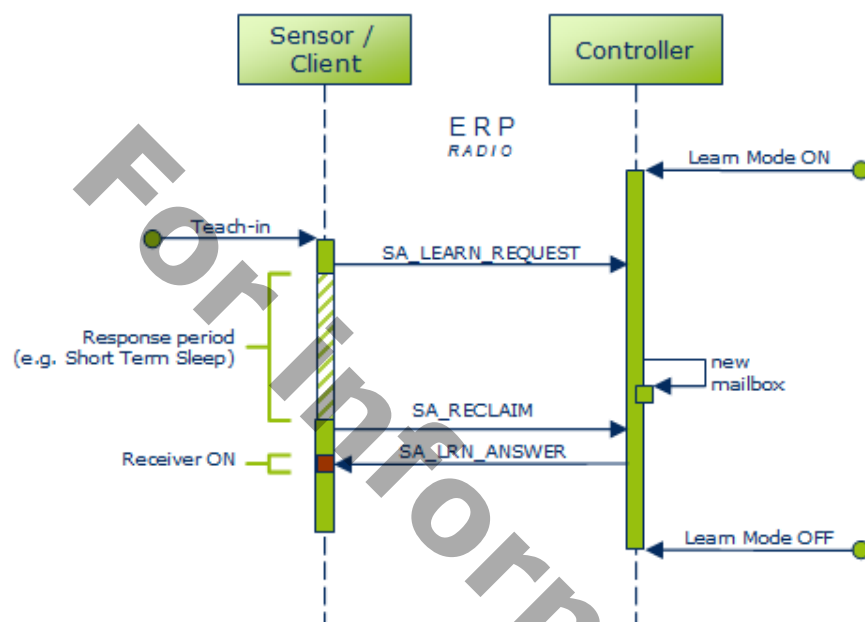 Sensor /
Client
Controller
ERP
RADIO
Learn Mode ON
Teach-in
SA_LEARN_REQUEST
Response period
(e.g. Short Term Sleep)
new
mailbox
SA_RECLAIM
Receiver ON
SA_LRN_ANSWER
Learn Mode OFF
For